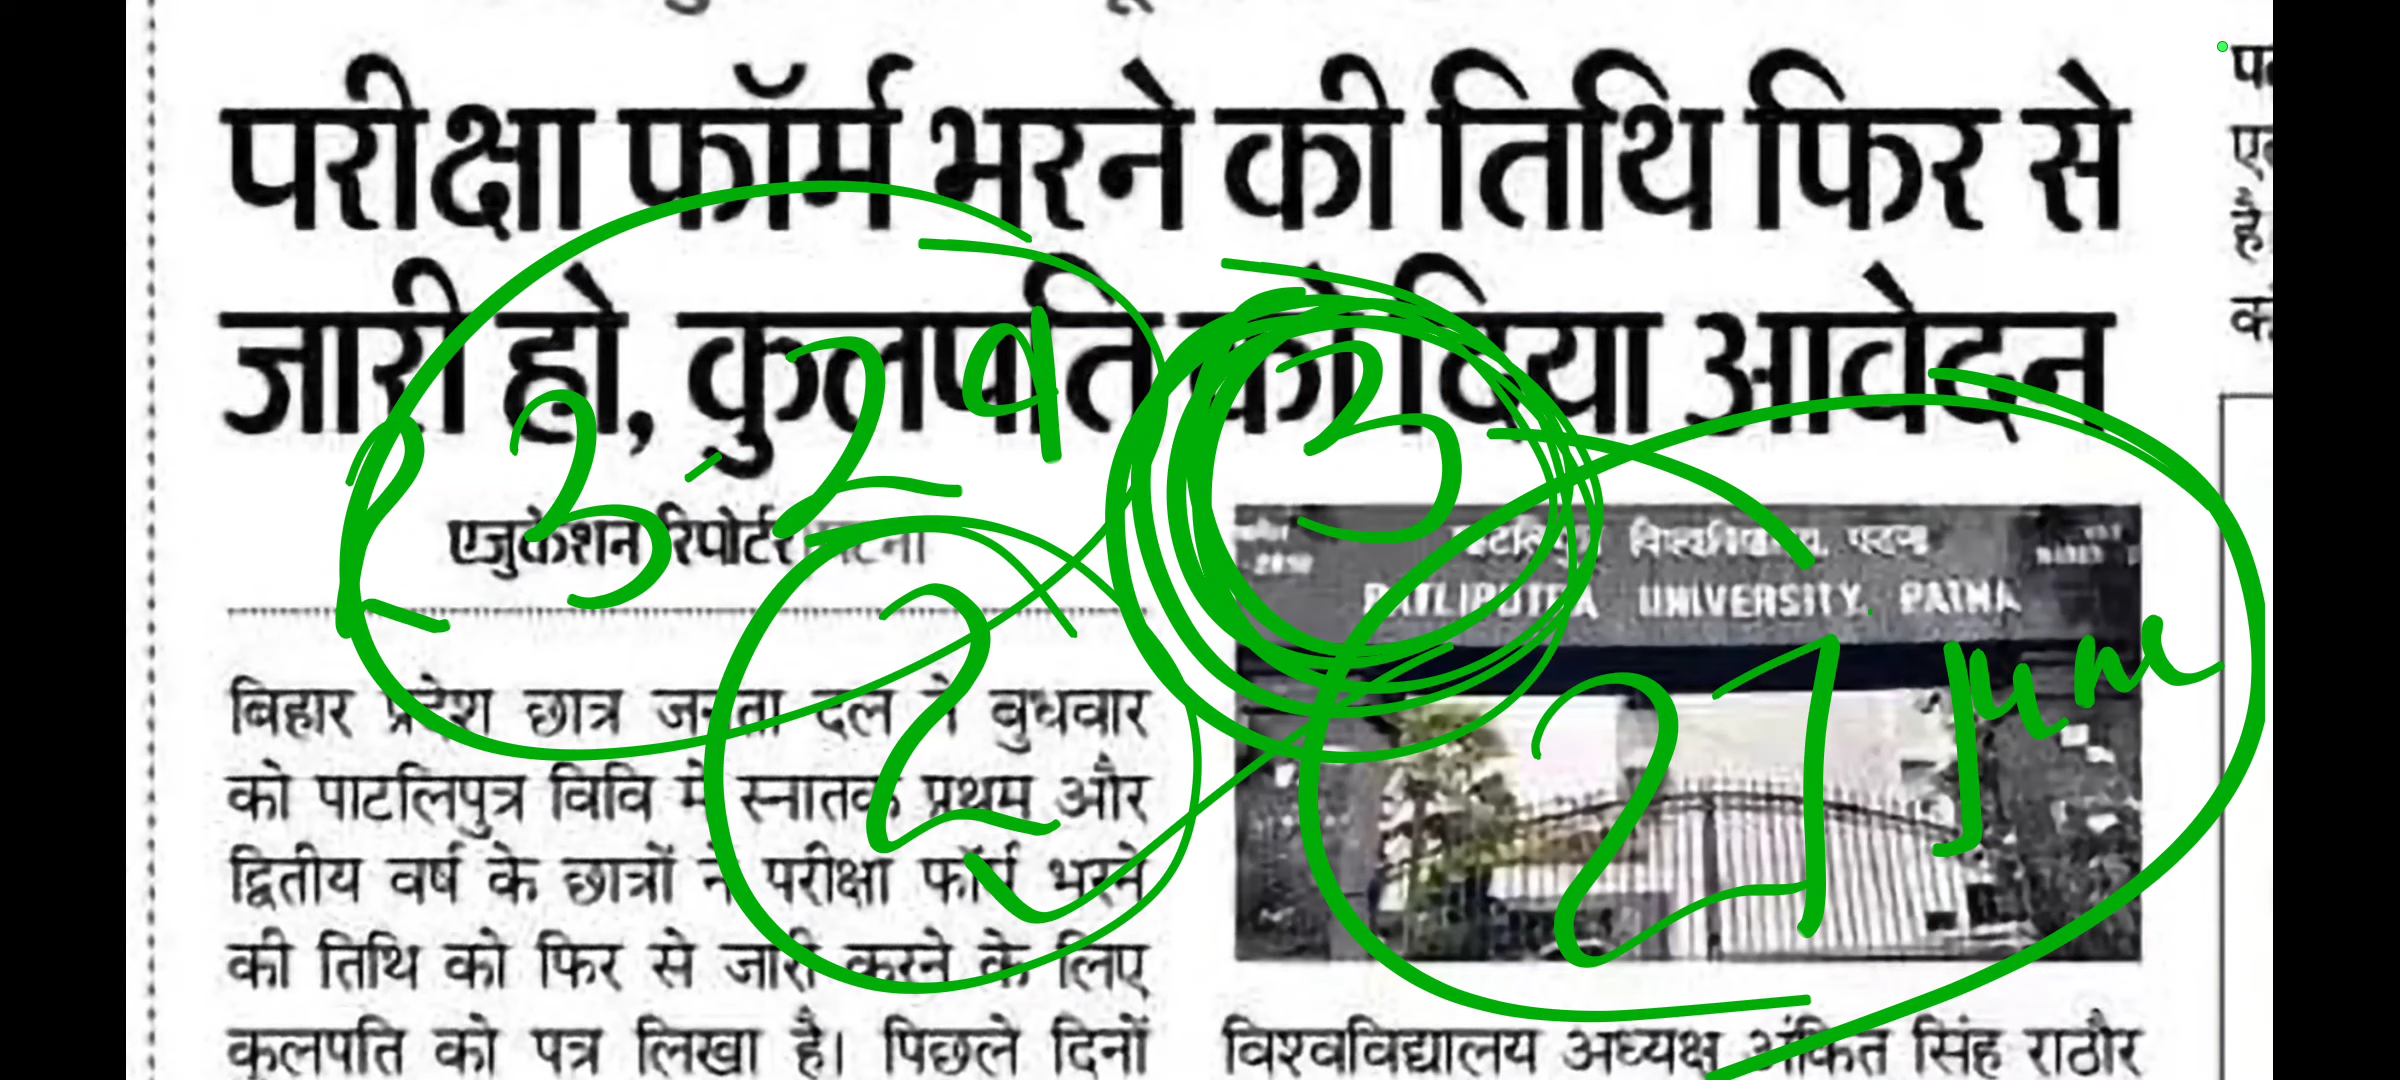 परीक्षा फॉर्म भरने की तिथि फिर से
जारी हो, कुलपति को दिया आवेदन
एजुकेशन रिपोर्टर पटना
बिहार प्रदेश छात्र जनता दल ने बुधवार
को पाटलिपुत्र विवि में स्नातक प्रथम और
द्वितीय वर्ष के छात्रों ने परीक्षा फॉर्म भरने
की तिथि को फिर से जारी करने के लिए
कुलपति को पत्र लिखा है। पिछले दिनों
पाटलिपुत्र विश्वविद्यालय, पटना
PATLIPUTRA UNIVERSITY, PATNA
विश्वविद्यालय अध्यक्ष अंकित सिंह राठौर
3
2
27 June